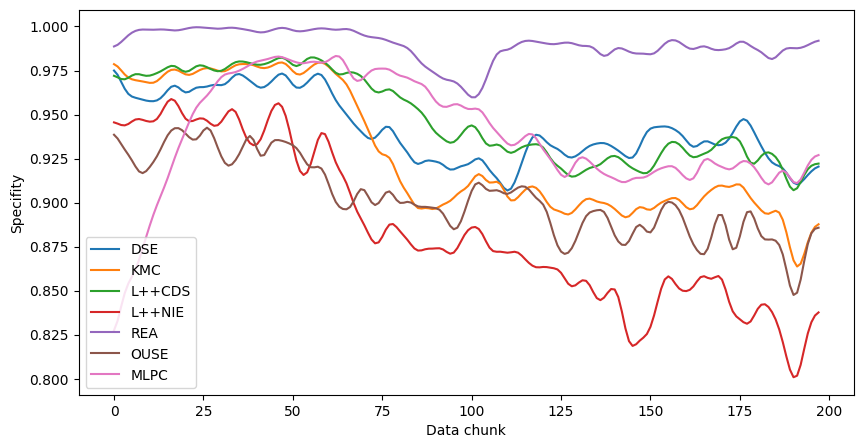 1.000
0.975
0.950
0.925
0.900
0.875
0.850
0.825
0.800
Specifity
DSE
KMC
L++CDS
L++NIE
REA
OUSE
MLPC
0 25 50 75 100 125 150 175 200
Data chunk